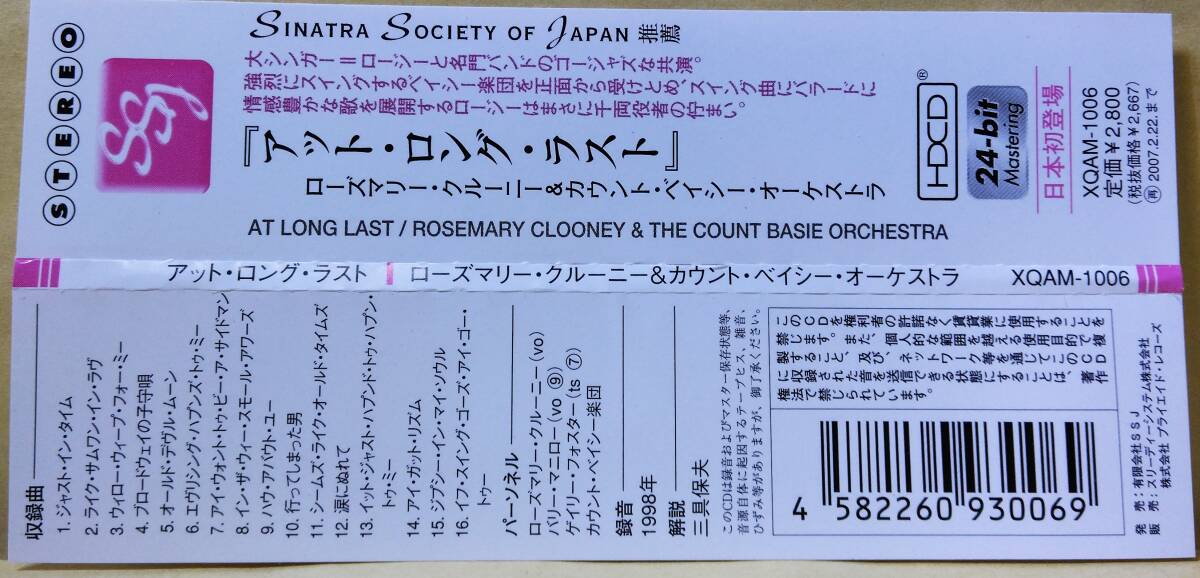 STEREO
SSJ
SINATRA SOCIETY OF JAPAN 推薦
大シンガー=ロージーと名門バンドのゴージャスな共演。
強烈にスイングするベイシー楽団を正面から受けとめ、スイング曲にバラードに
情感豊かな歌を展開するロージーはまさに千両役者の佇まい。
『アット・ロング・ラスト』
ローズマリー・クルーニー&カウント・ベイシー・オーケストラ
AT LONG LAST / ROSEMARY CLOONEY & THE COUNT BASIE ORCHESTRA
HDCD®
24-bit
Mastering
日本初登場
XQAM-1006
定価¥2,800
(税抜価格¥2,667)
再 2007.2.22.まで
アット・ロング・ラスト ローズマリー・クルーニー&カウント・ベイシー・オーケストラ XQAM-1006
収録曲
1. ジャスト・イン・タイム
2. ライク・サムワン・イン・ラヴ
3. ウィロー・ウィープ・フォー・ミー
4. ブロードウェイの子守唄
5. オールド・デヴル・ムーン
6. エヴリシング・ハプンズ・トゥ・ミー
7. アイ・ウォント・トゥ・ビー・ア・サイドマン
8. イン・ザ・ウィー・スモール・アワーズ
9. ハウ・アバウト・ユー
10. 行ってしまった男
11. シームズ・ライク・オールド・タイムズ
12. 涙にぬれて
13. イット・ジャスト・ハプンド・トゥ・ハプン・
トゥ・ミー
14. アイ・ガット・リズム
15. ジプシー・イン・マイ・ソウル
16. イフ・スイング・ゴーズ・アイ・ゴー・
トゥー
パーソネル
ローズマリー・クルーニー(vo)
バリー・マニロー(vo ⑨)
ゲイリー・フォスター(ts ⑦)
カウント・ベイシー楽団
録音
1998年
解説
三具保夫
このCDは録音およびマスター保存状態等、
音源自体に起因するテープヒス、雑音、
ひずみ等がありますが、御了承ください。
このCDを権利者の許諾なく賃貸業に使用することを
禁じます。また、個人的な範囲を越える使用目的で複
製すること、及び、ネットワーク等を通じてこのCD
に収録された音を送信できる状態にすることは、著作
権法で禁じられています。
4 582260 930069
発 売:有限会社SSJ
販 売:スリーディーシステム株式会社
株式会社 プライエイド・レコーズ